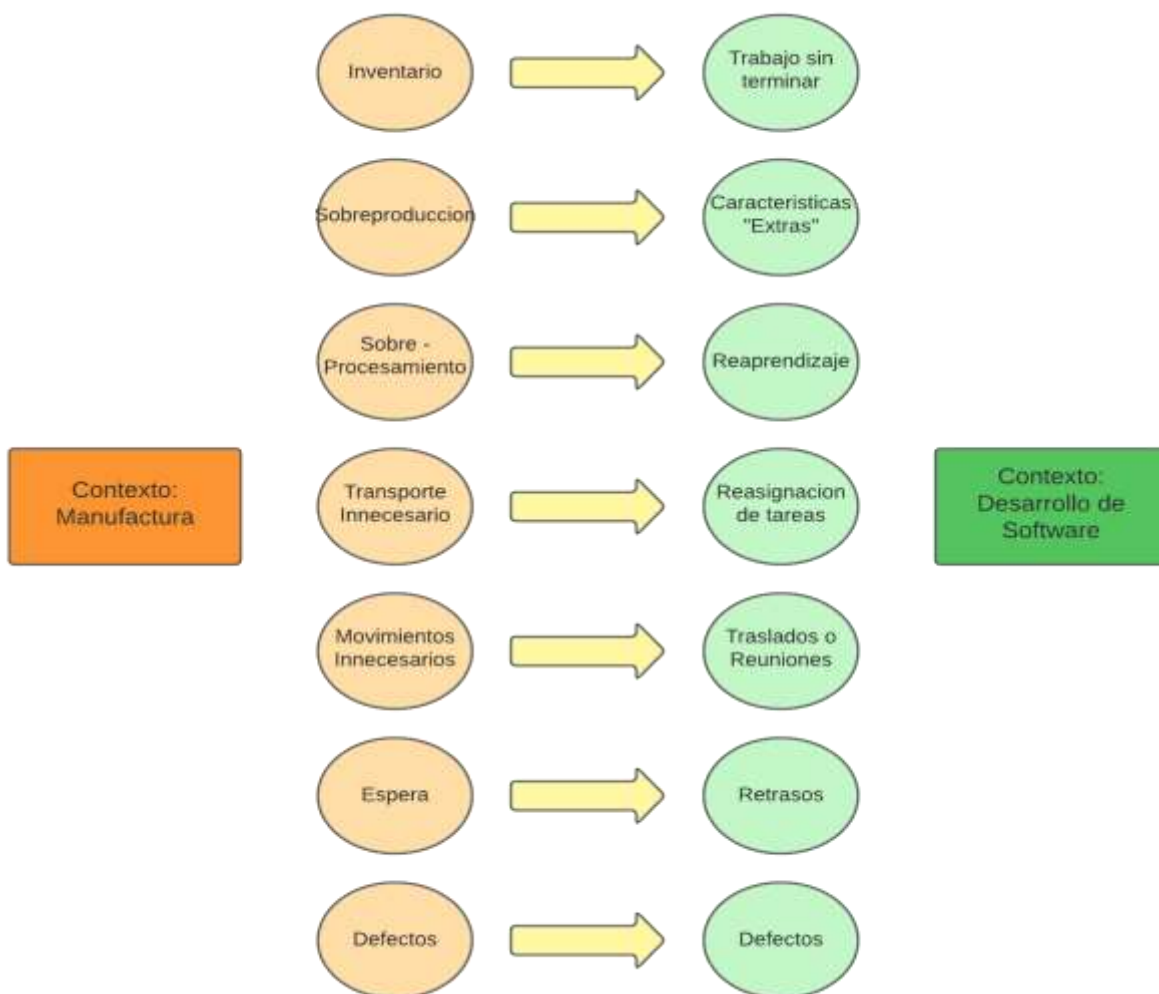 Inventario
Trabajo sin
terminar
Sobreproduccion
Caracteristicas
"Extras"
Sobre -
Procesamiento
Reaprendizaje
Contexto:
Manufactura
Transporte
Innecesario
Reasignacion
de tareas
Contexto:
Desarrollo de
Software
Movimientos
Innecesarios
Traslados o
Reuniones
Espera
Retrasos
Defectos
Defectos